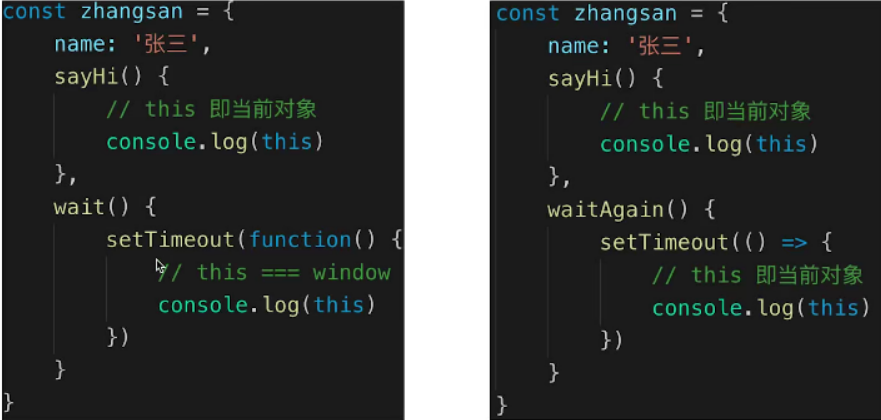 const zhangsan = {
    name: '张三',
    sayHi() {
        // this 即当前对象
        console.log(this)
    },
    wait() {
        setTimeout(function() {
            // this === window
            console.log(this)
        })
    }
}
const zhangsan = {
    name: '张三',
    sayHi() {
        // this 即当前对象
        console.log(this)
    },
    waitAgain() {
        setTimeout(() => {
            // this 即当前对象
            console.log(this)
        })
    }
}